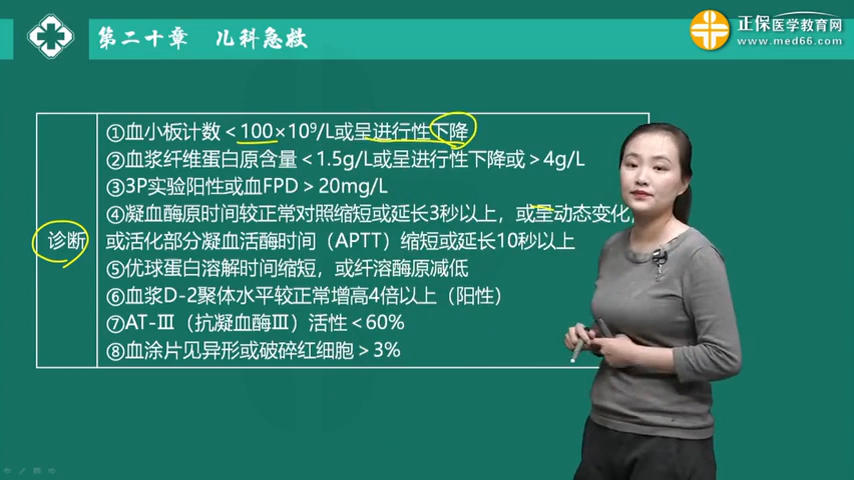 第二十章 儿科急救
正保医学教育网
www.med66.com
诊断
①血小板计数＜100×10⁹/L或呈进行性下降
②血浆纤维蛋白原含量＜1.5g/L或呈进行性下降或＞4g/L
③3P实验阳性或血FPD＞20mg/L
④凝血酶原时间较正常对照缩短或延长3秒以上，或呈动态变化
或活化部分凝血活酶时间（APTT）缩短或延长10秒以上
⑤优球蛋白溶解时间缩短，或纤溶酶原减低
⑥血浆D-2聚体水平较正常增高4倍以上（阳性）
⑦AT-Ⅲ（抗凝血酶Ⅲ）活性＜60%
⑧血涂片见异形或破碎红细胞＞3%